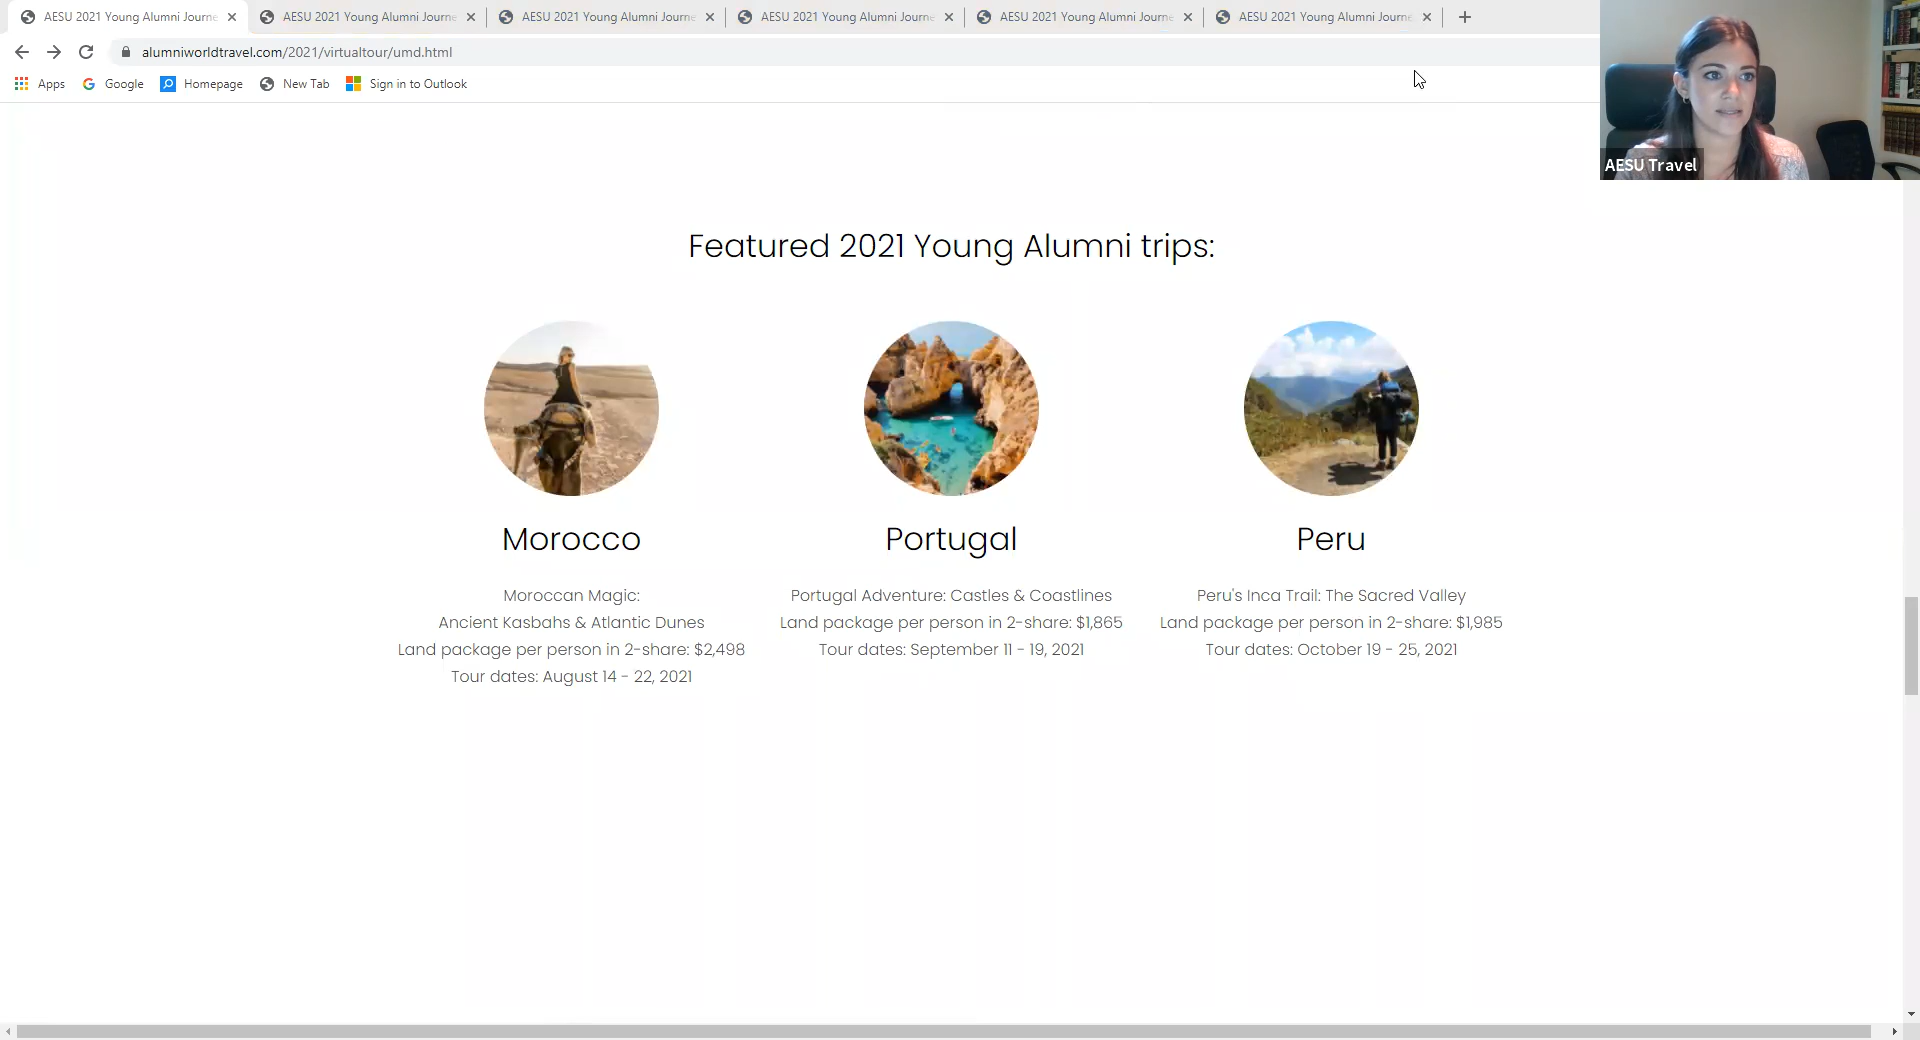 AESU 2021 Young Alumni Journe
AESU 2021 Young Alumni Journe
AESU 2021 Young Alumni Journe
AESU 2021 Young Alumni Journe
AESU 2021 Young Alumni Journe
AESU 2021 Young Alumni Journe
alumniworldtravel.com/2021/virtualtour/umd.html
Apps
Google
Homepage
New Tab
Sign in to Outlook
AESU Travel
Featured 2021 Young Alumni trips:
Morocco
Moroccan Magic:
Ancient Kasbahs & Atlantic Dunes
Land package per person in 2-share: $2,498
Tour dates: August 14 - 22, 2021
Portugal
Portugal Adventure: Castles & Coastlines
Land package per person in 2-share: $1,865
Tour dates: September 11 - 19, 2021
Peru
Peru's Inca Trail: The Sacred Valley
Land package per person in 2-share: $1,985
Tour dates: October 19 - 25, 2021